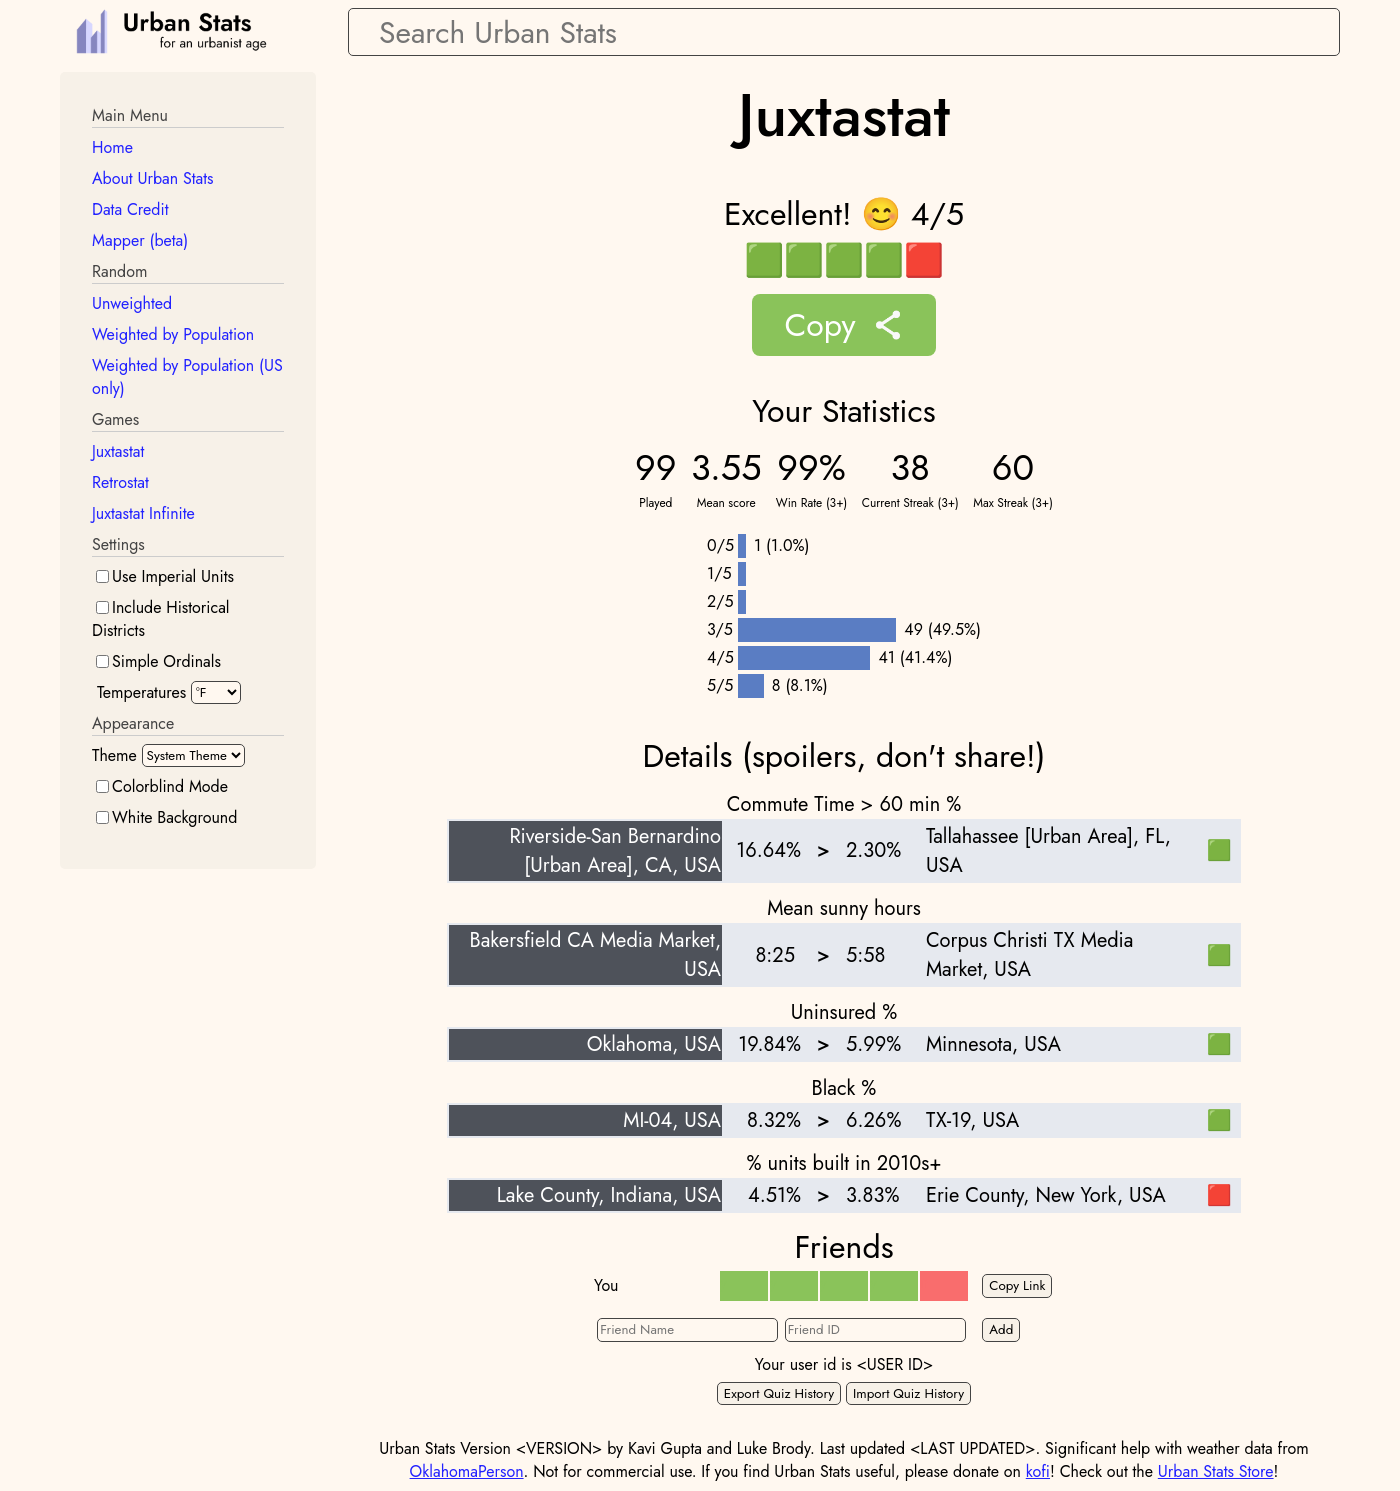 Urban Stats
for an urbanist age
Search Urban Stats
Main Menu
Home
About Urban Stats
Data Credit
Mapper (beta)
Random
Unweighted
Weighted by Population
Weighted by Population (US
only)
Games
Juxtastat
Retrostat
Juxtastat Infinite
Settings
Use Imperial Units
Include Historical
Districts
Simple Ordinals
Temperatures °F
Appearance
Theme System Theme
Colorblind Mode
White Background
Juxtastat
Excellent! 😊 4/5
🟩🟩🟩🟩🟥
Copy
Your Statistics
99 3.55 99% 38 60
Played Mean score Win Rate (3+) Current Streak (3+) Max Streak (3+)
0/5 1 (1.0%)
1/5
2/5
3/5 49 (49.5%)
4/5 41 (41.4%)
5/5 8 (8.1%)
Details (spoilers, don't share!)
Commute Time > 60 min %
Riverside-San Bernardino
[Urban Area], CA, USA
16.64% > 2.30%
Tallahassee [Urban Area], FL,
USA
🟩
Mean sunny hours
Bakersfield CA Media Market,
USA
8:25 > 5:58
Corpus Christi TX Media
Market, USA
🟩
Uninsured %
Oklahoma, USA 19.84% > 5.99% Minnesota, USA 🟩
Black %
MI-04, USA 8.32% > 6.26% TX-19, USA 🟩
% units built in 2010s+
Lake County, Indiana, USA 4.51% > 3.83% Erie County, New York, USA 🟥
Friends
You Copy Link
Friend Name Friend ID Add
Your user id is <USER ID>
Export Quiz History Import Quiz History
Urban Stats Version <VERSION> by Kavi Gupta and Luke Brody. Last updated <LAST UPDATED>. Significant help with weather data from
OklahomaPerson. Not for commercial use. If you find Urban Stats useful, please donate on kofi! Check out the Urban Stats Store!